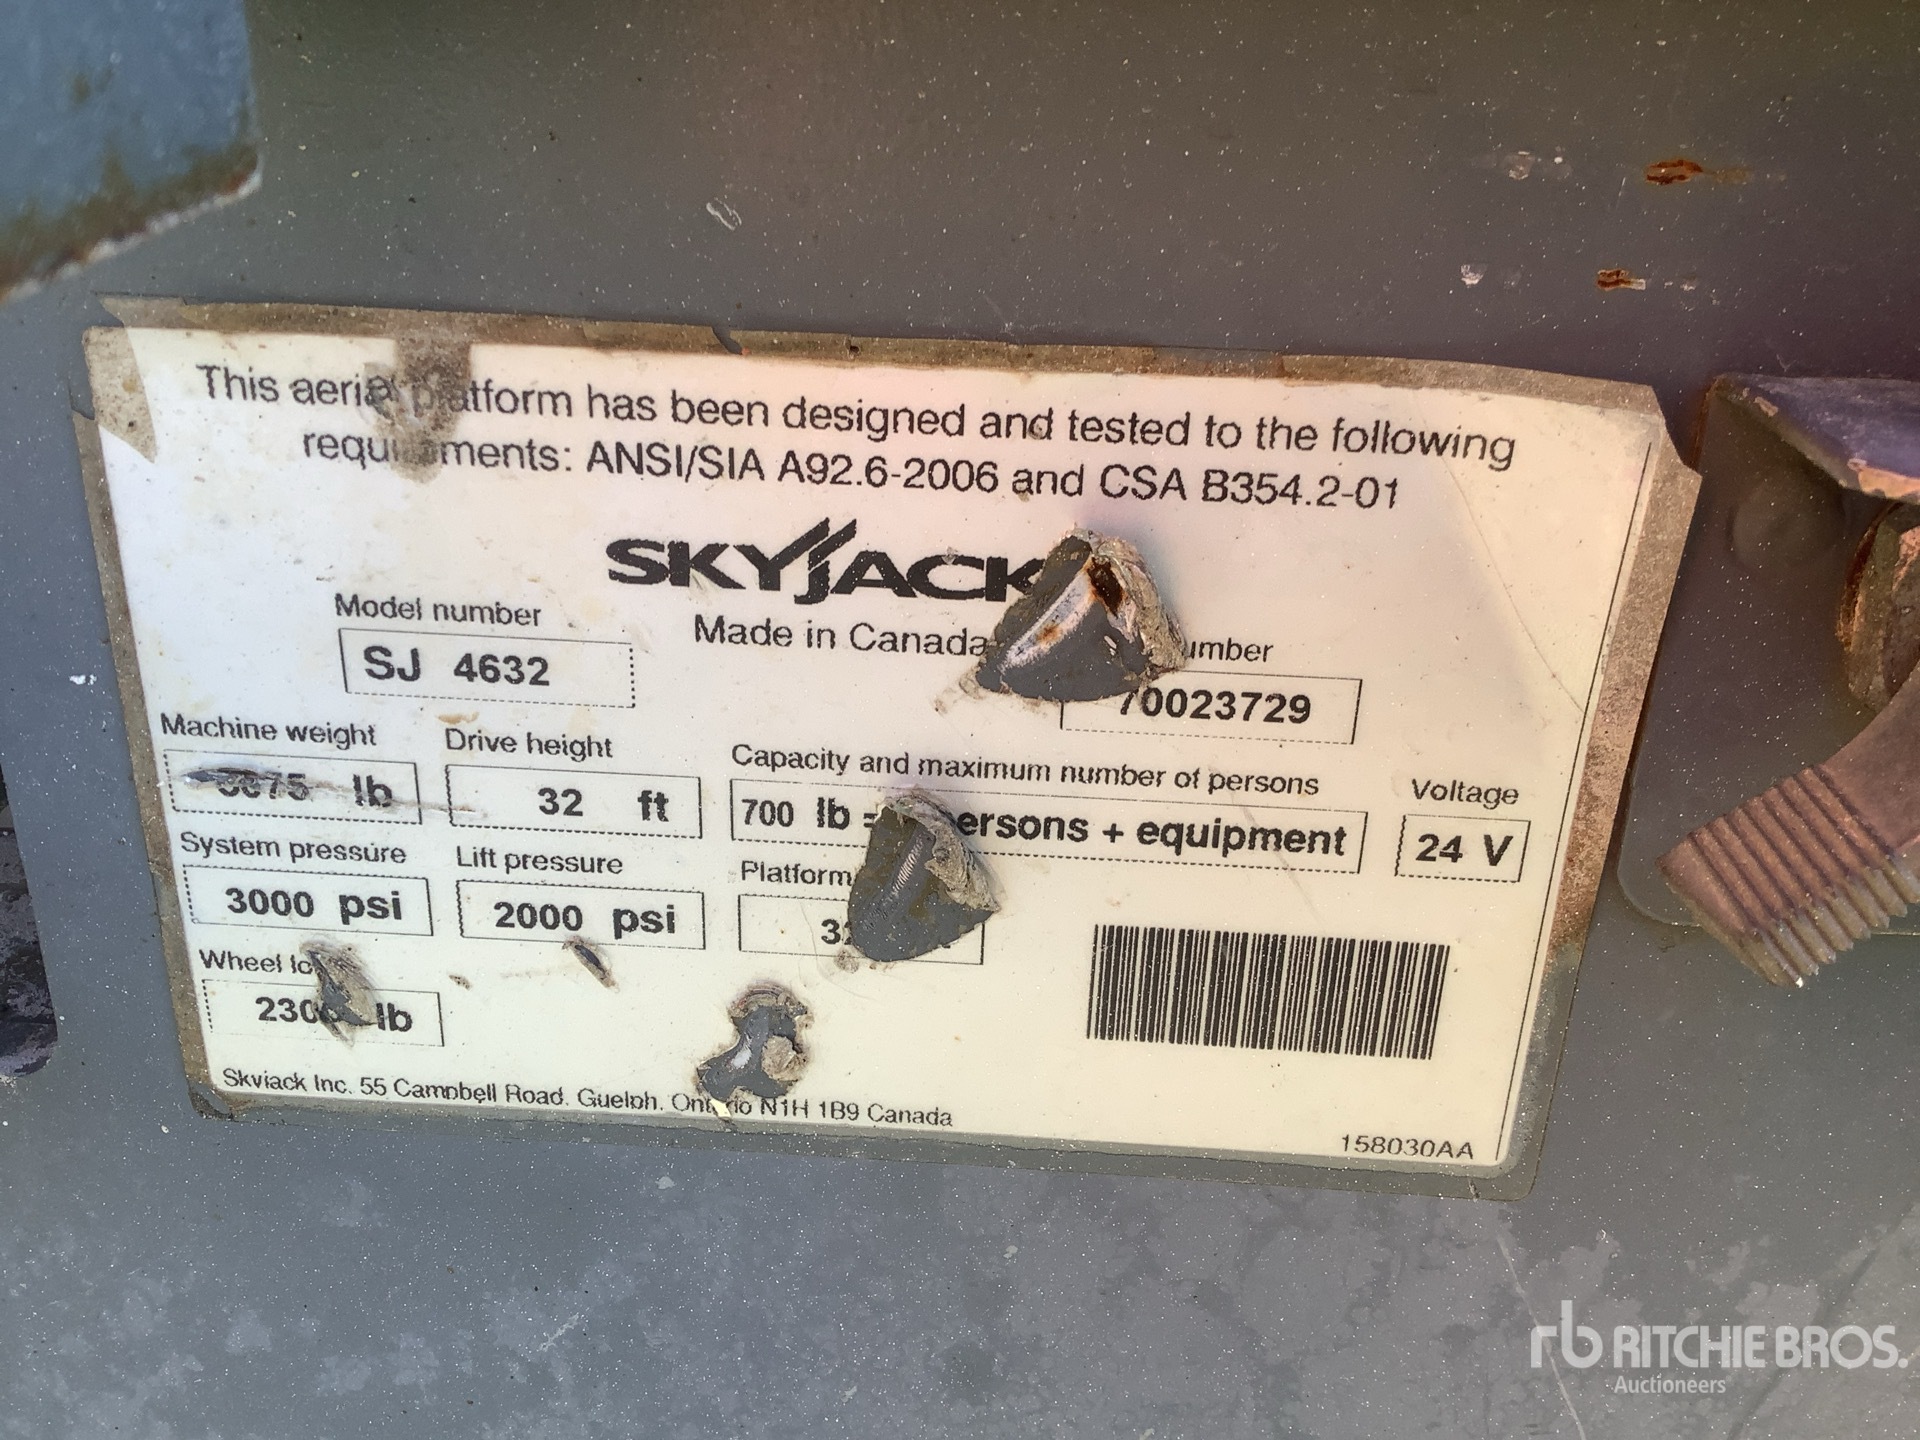 This aerial platform has been designed and tested to the following
requirements: ANSI/SIA A92.6-2006 and CSA B354.2-01
SKYJACK
Made in Canada
Model number
SJ 4632
umber
70023729
Machine weight
lb
Drive height
32 ft
Capacity and maximum number of persons
700 lb = ersons + equipment
Voltage
24 V
System pressure
3000 psi
Lift pressure
2000 psi
Platform
Wheel
lb
Skyjack Inc. 55 Campbell Road. Guelph. Ontario N1H 1B9 Canada
158030AA
rb RITCHIE BROS.
Auctioneers